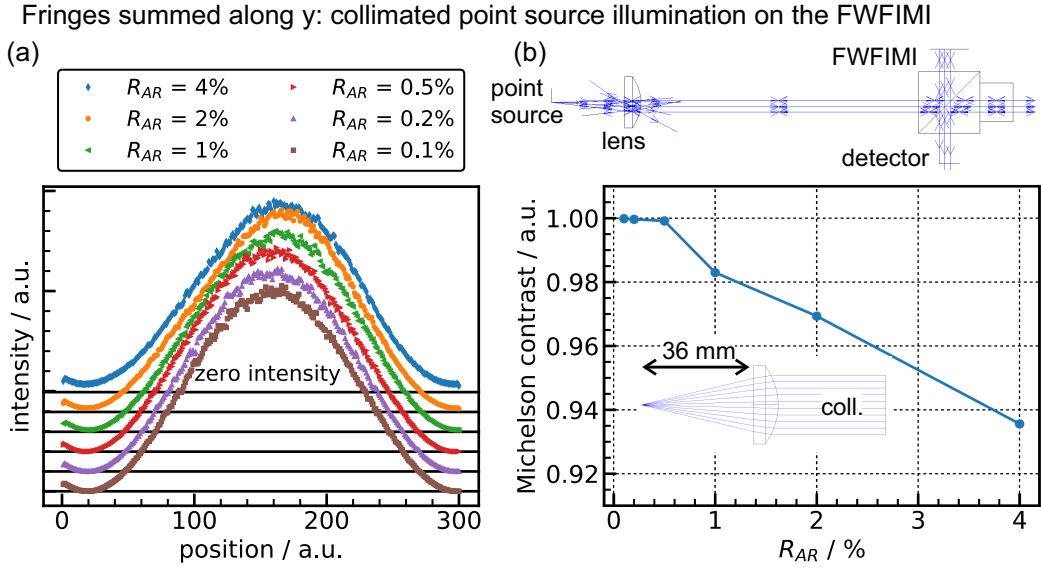 Fringes summed along y: collimated point source illumination on the FWFIMI
(a)
R_AR = 4%
R_AR = 2%
R_AR = 1%
R_AR = 0.5%
R_AR = 0.2%
R_AR = 0.1%
intensity / a.u.
zero intensity
0 100 200 300
position / a.u.
(b)
FWFIMI
point
source
lens
detector
Michelson contrast / a.u.
1.00
0.98
0.96
0.94
0.92
36 mm
coll.
0 1 2 3 4
R_AR / %